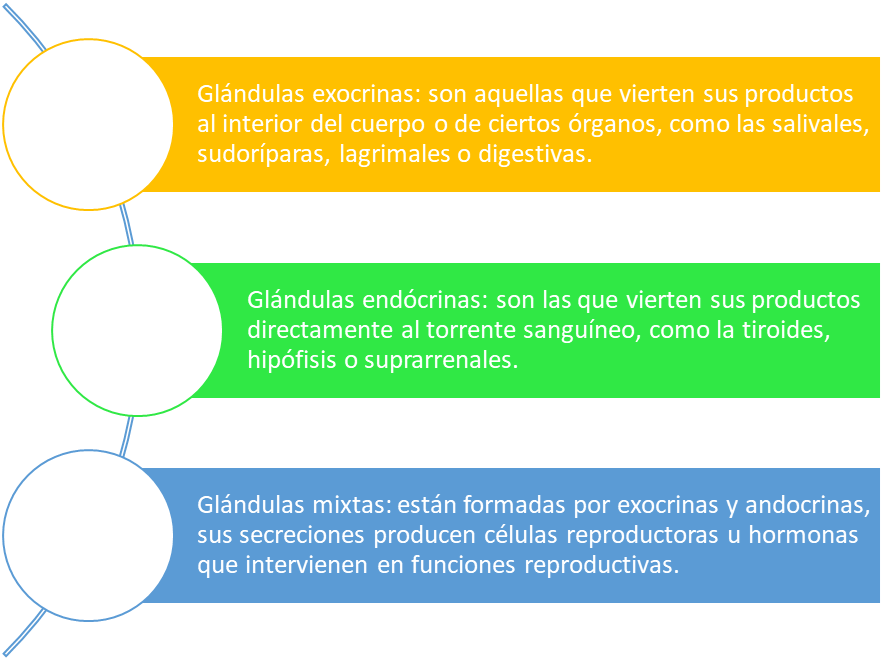 Glándulas exocrinas: son aquellas que vierten sus productos
al interior del cuerpo o de ciertos órganos, como las salivales,
sudoríparas, lagrimales o digestivas.
Glándulas endócrinas: son las que vierten sus productos
directamente al torrente sanguíneo, como la tiroides,
hipófisis o suprarrenales.
Glándulas mixtas: están formadas por exocrinas y andocrinas,
sus secreciones producen células reproductoras u hormonas
que intervienen en funciones reproductivas.